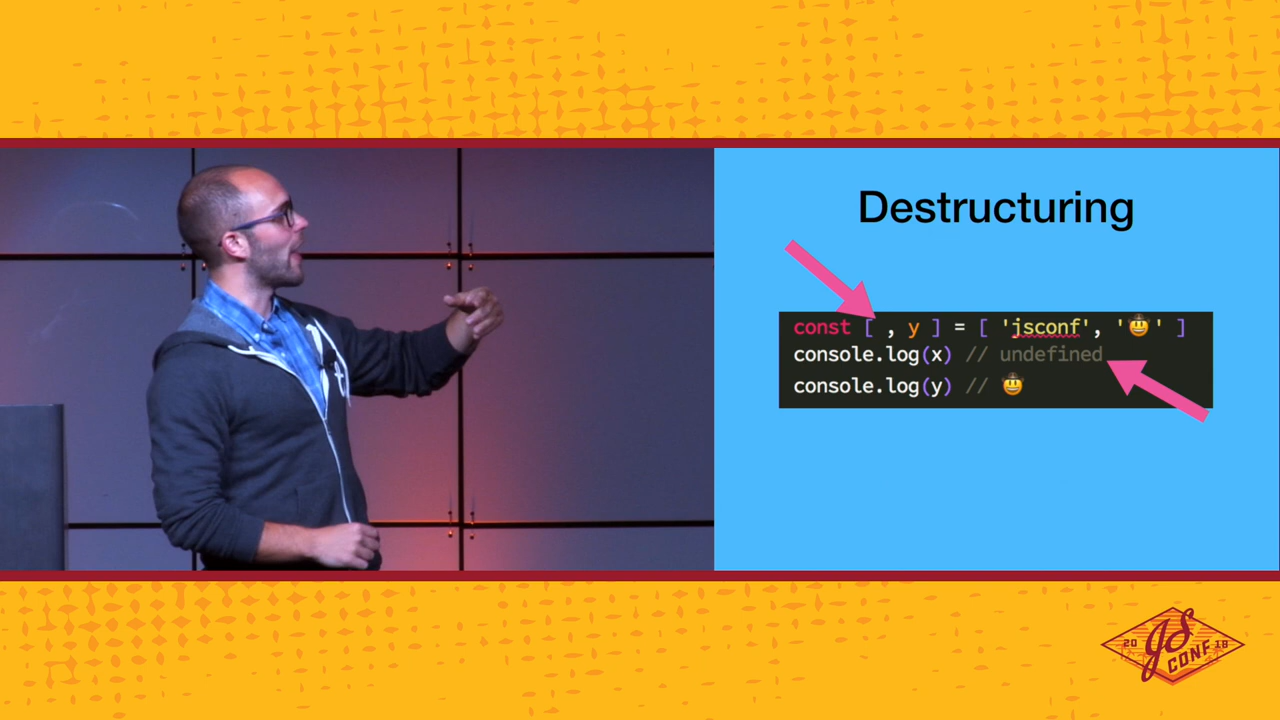 Destructuring
const [ , y ] = [ 'jsconf', '🤠' ]
console.log(x) // undefined
console.log(y) // 🤠
20 JS 18
CONF